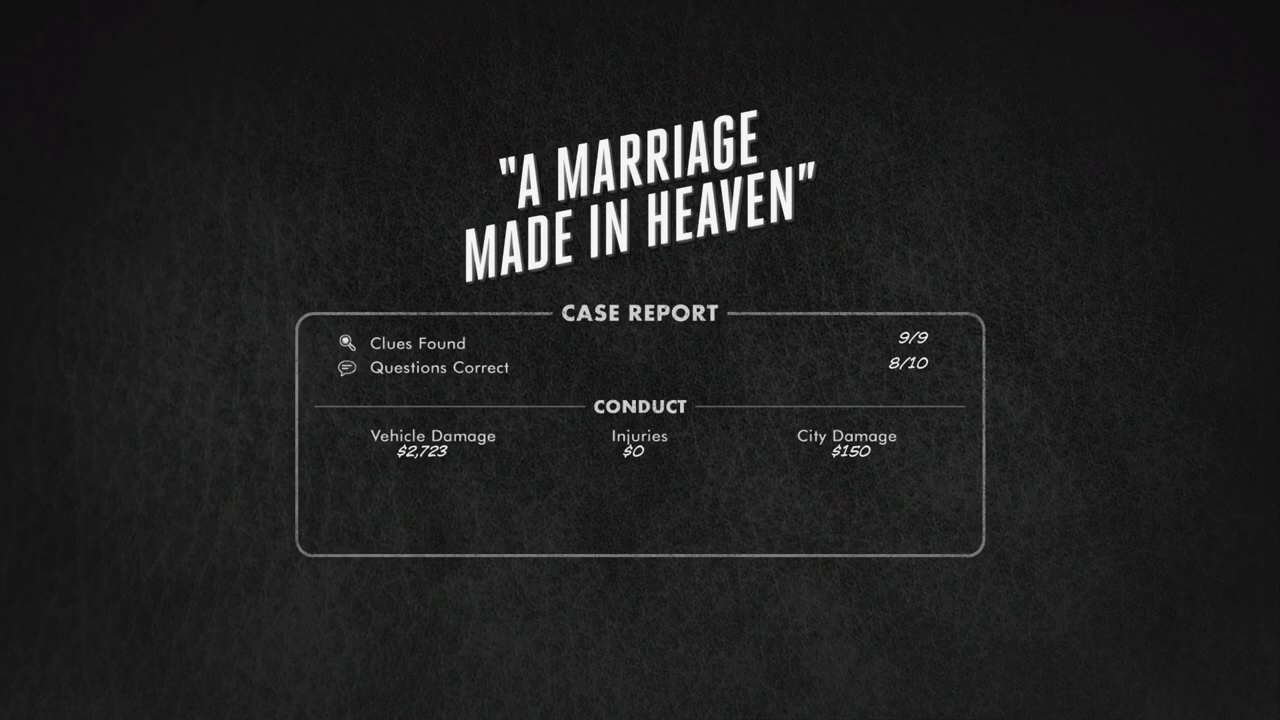 "A MARRIAGE
MADE IN HEAVEN"
CASE REPORT
Clues Found 9/9
Questions Correct 8/10
CONDUCT
Vehicle Damage Injuries City Damage
$2,723 $0 $150